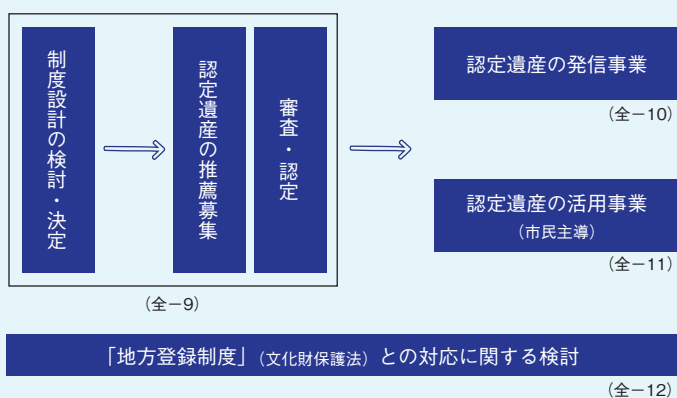 制度設計の検討・決定
認定遺産の推薦募集
審査・認定
(全−9)
認定遺産の発信事業
(全−10)
認定遺産の活用事業
(市民主導)
(全−11)
「地方登録制度」(文化財保護法)との対応に関する検討
(全−12)